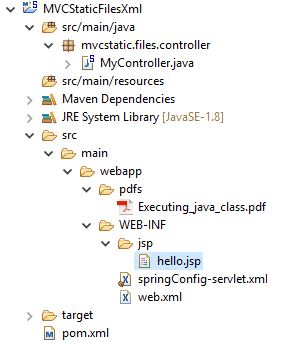 MVCStaticFilesXml
src/main/java
mvcstatic.files.controller
MyController.java
src/main/resources
Maven Dependencies
JRE System Library [JavaSE-1.8]
src
main
webapp
pdfs
Executing_java_class.pdf
WEB-INF
jsp
hello.jsp
springConfig-servlet.xml
web.xml
target
pom.xml